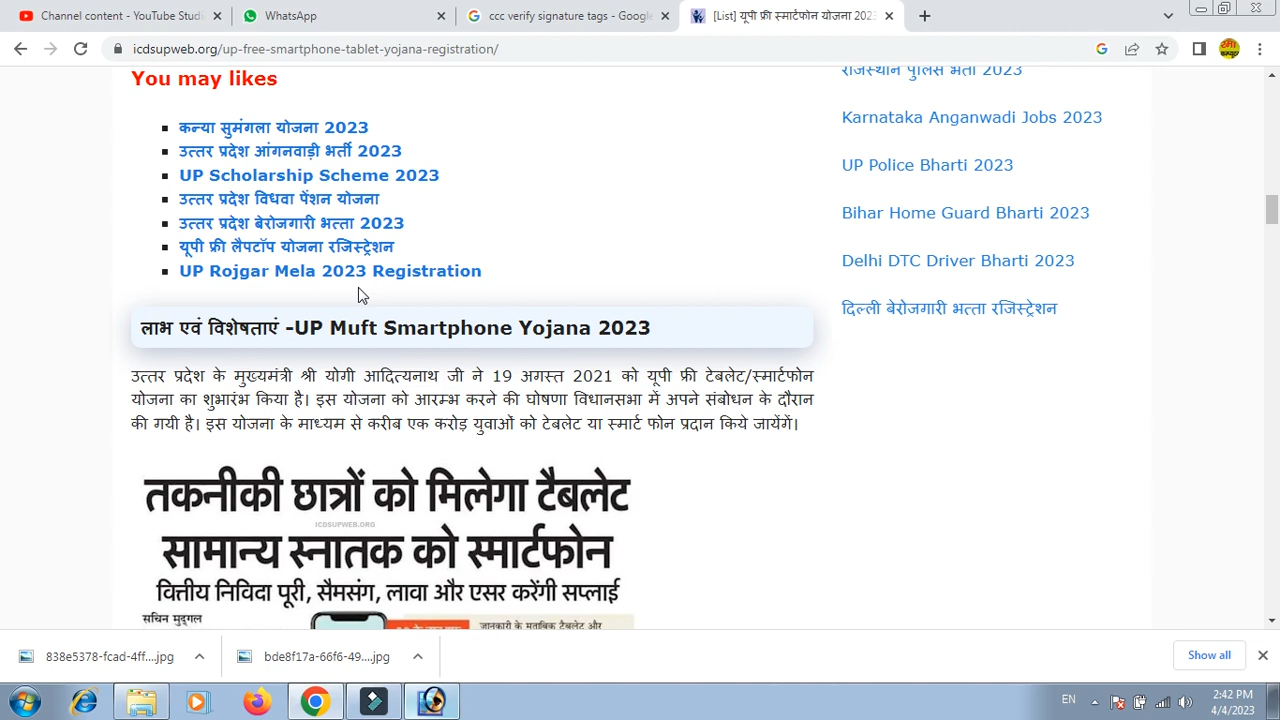 Channel content - YouTube Studi
WhatsApp
ccc verify signature tags - Google
[List] यूपी फ्री स्मार्टफोन योजना 2023
icdsupweb.org/up-free-smartphone-tablet-yojana-registration/
You may likes
कन्या सुमंगला योजना 2023
उत्तर प्रदेश आंगनवाड़ी भर्ती 2023
UP Scholarship Scheme 2023
उत्तर प्रदेश विधवा पेंशन योजना
उत्तर प्रदेश बेरोजगारी भत्ता 2023
यूपी फ्री लैपटॉप योजना रजिस्ट्रेशन
UP Rojgar Mela 2023 Registration
लाभ एवं विशेषताएं -UP Muft Smartphone Yojana 2023
उत्तर प्रदेश के मुख्यमंत्री श्री योगी आदित्यनाथ जी ने 19 अगस्त 2021 को यूपी फ्री टेबलेट/स्मार्टफोन
योजना का शुभारंभ किया है। इस योजना को आरम्भ करने की घोषणा विधानसभा में अपने संबोधन के दौरान
की गयी है। इस योजना के माध्यम से करीब एक करोड़ युवाओं को टेबलेट या स्मार्ट फोन प्रदान किये जायेंगें।
तकनीकी छात्रों को मिलेगा टैबलेट
ICDSUPWEB.ORG
सामान्य स्नातक को स्मार्टफोन
वित्तीय निविदा पूरी, सैमसंग, लावा और एसर करेंगी सप्लाई
सचिन मुद्गल
जानकारी के मुताबिक टैबलेट और
राजस्थान पुलिस भर्ती 2023
Karnataka Anganwadi Jobs 2023
UP Police Bharti 2023
Bihar Home Guard Bharti 2023
Delhi DTC Driver Bharti 2023
दिल्ली बेरोजगारी भत्ता रजिस्ट्रेशन
838e5378-fcad-4ff....jpg
bde8f17a-66f6-49....jpg
Show all
EN
2:42 PM
4/4/2023